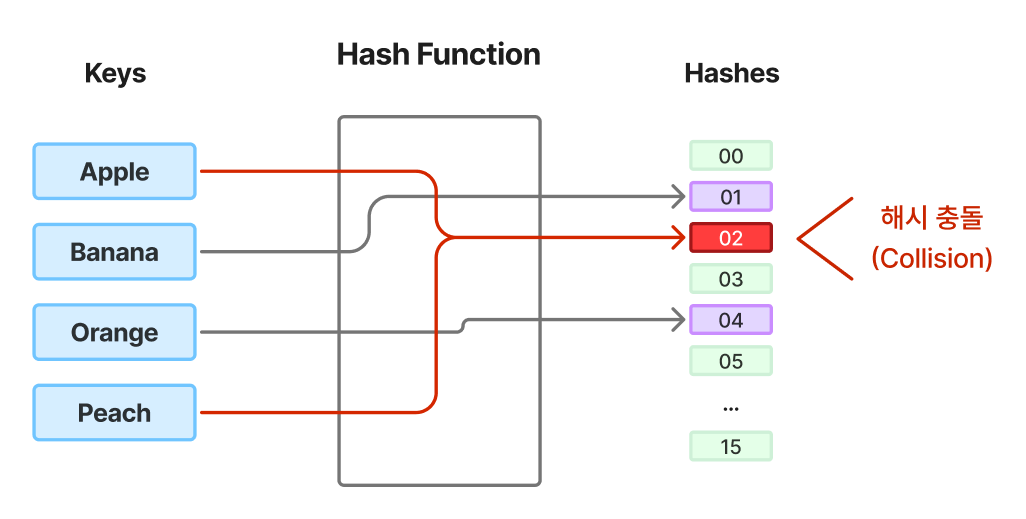 Keys
Hash Function
Hashes
Apple
Banana
Orange
Peach
00
01
02
03
04
05
...
15
해시 충돌
(Collision)